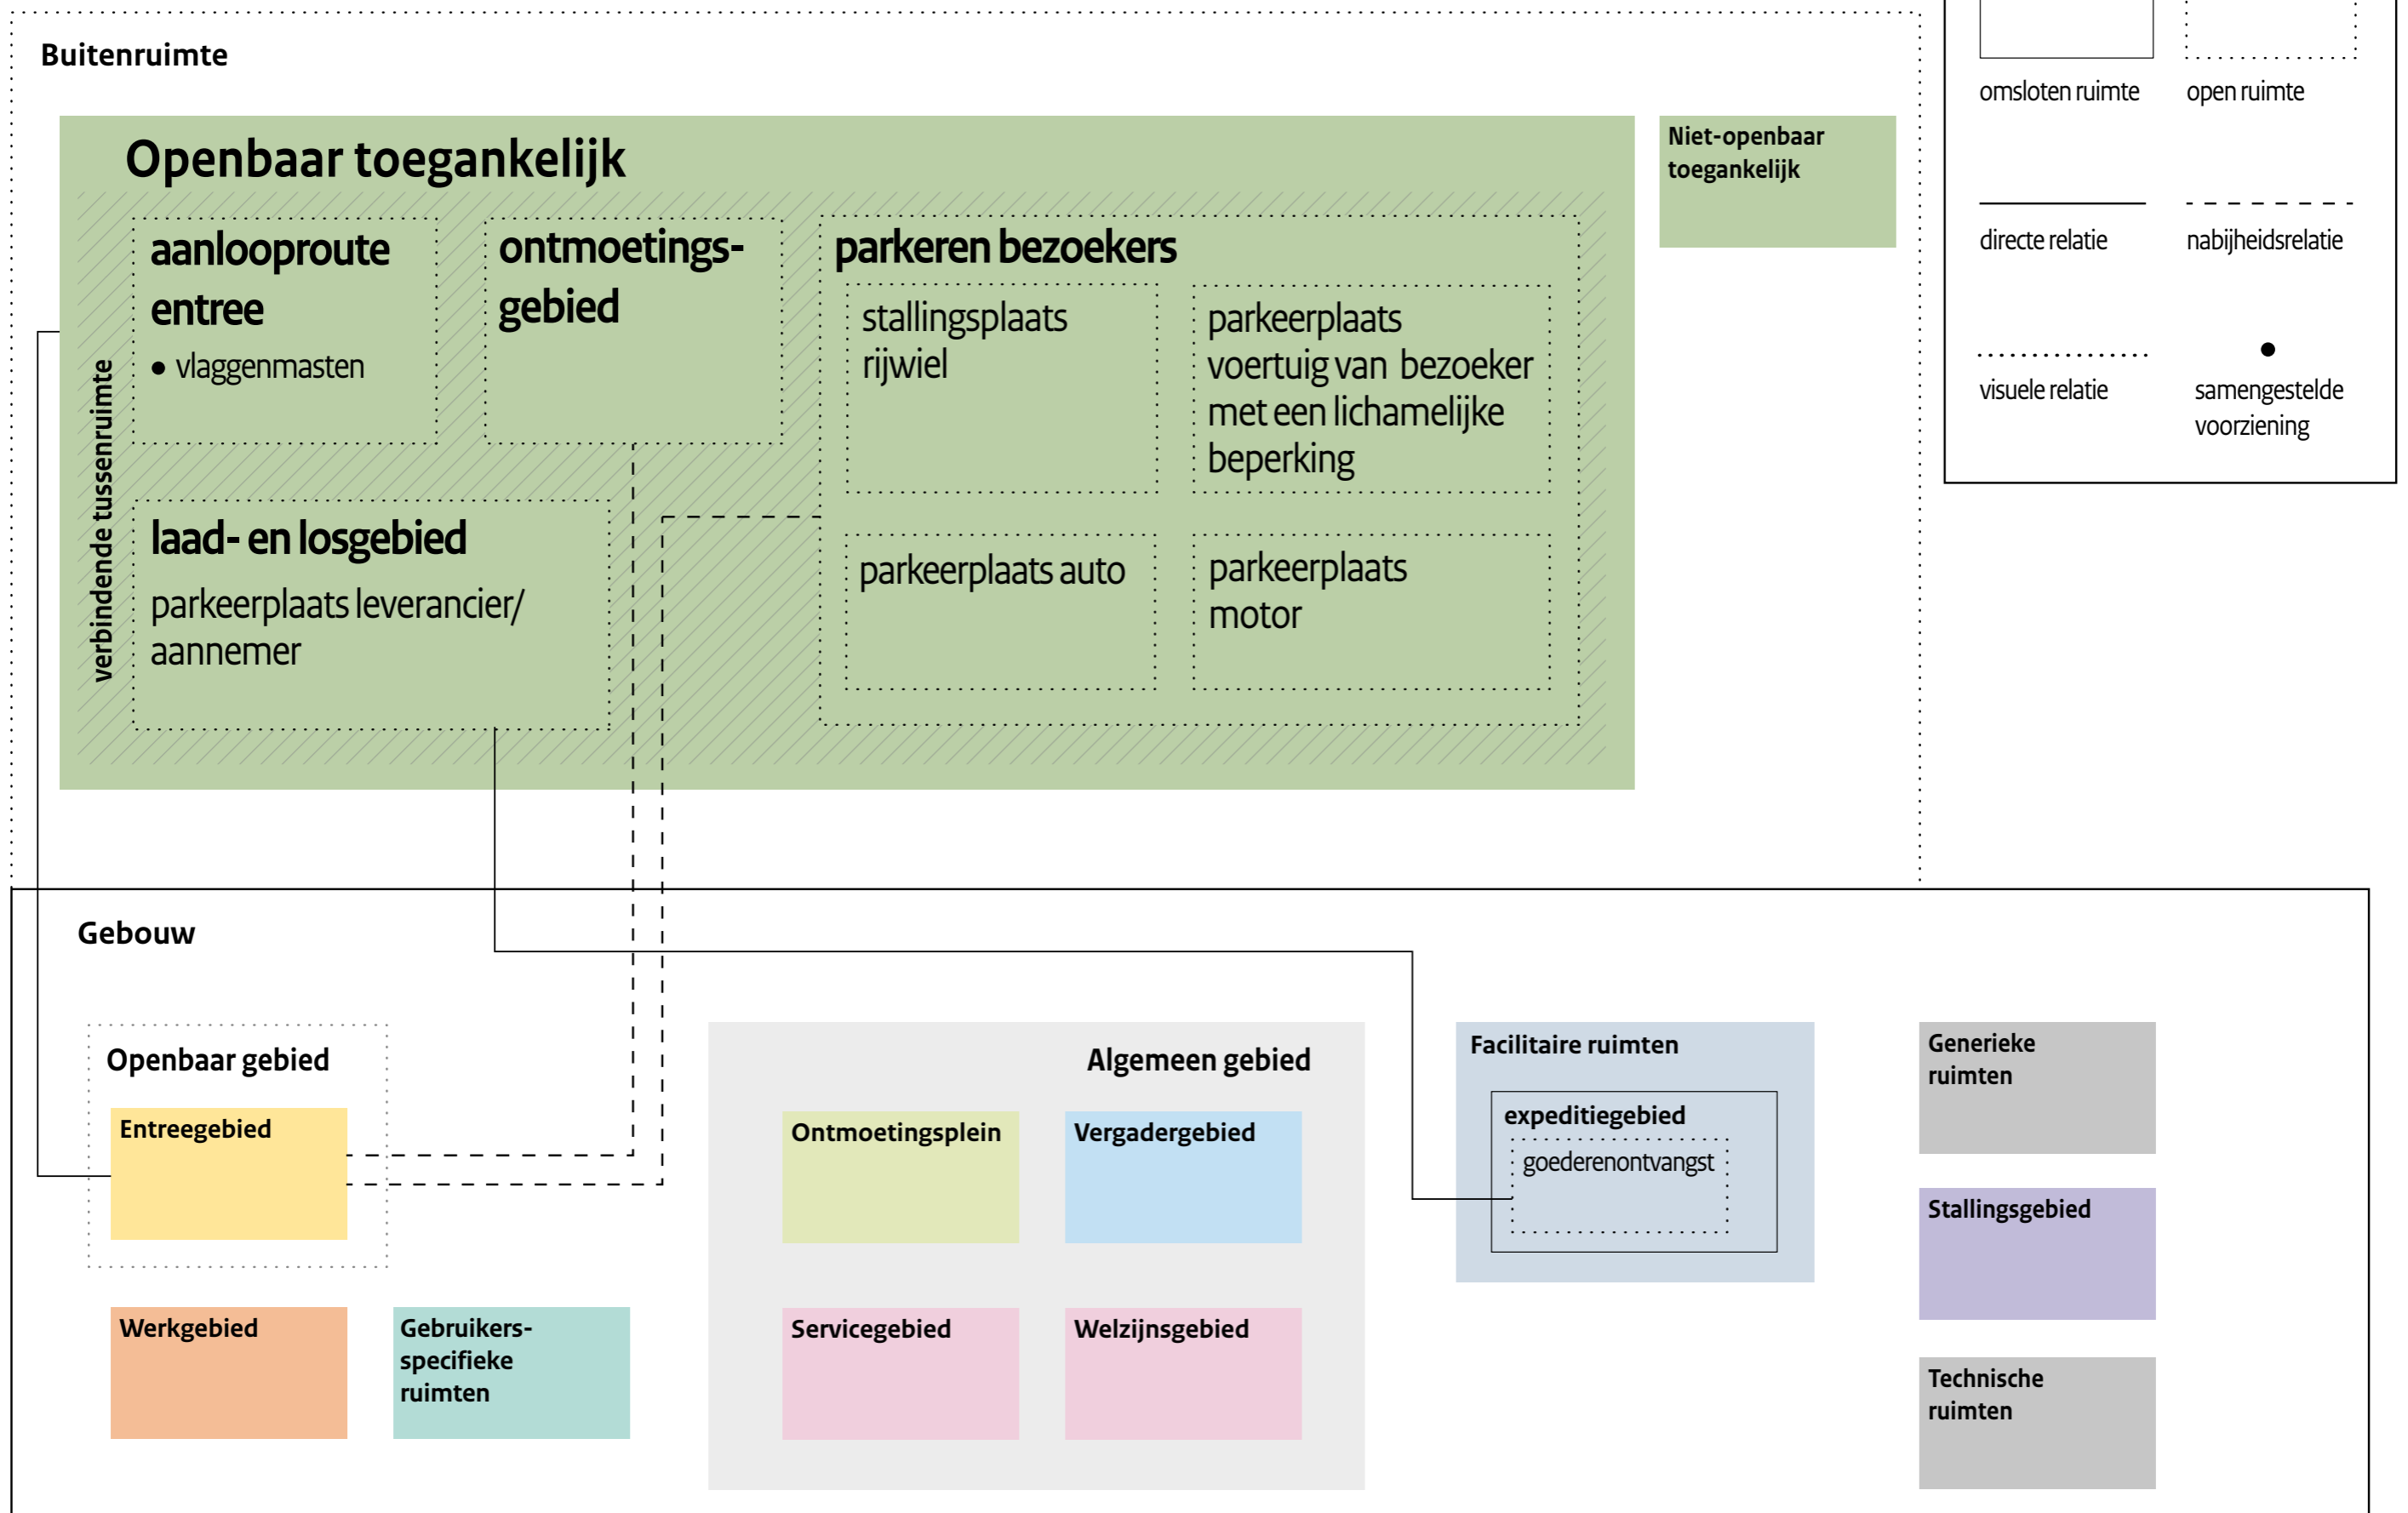 Buitenruimte
Openbaar toegankelijk
aanlooproute
entree
• vlaggenmasten
ontmoetings-
gebied
parkeren bezoekers
stallingsplaats
rijwiel
parkeerplaats
voertuig van bezoeker
met een lichamelijke
beperking
parkeerplaats auto
parkeerplaats
motor
verbindende tussenruimte
laad- en losgebied
parkeerplaats leverancier/
aannemer
Niet-openbaar
toegankelijk
omsloten ruimte
open ruimte
directe relatie
nabijheidsrelatie
visuele relatie
samengestelde
voorziening
Gebouw
Openbaar gebied
Entreegebied
Werkgebied
Gebruikers-
specifieke
ruimten
Algemeen gebied
Ontmoetingsplein
Vergadergebied
Servicegebied
Welzijnsgebied
Facilitaire ruimten
expeditiegebied
goederenontvangst
Generieke
ruimten
Stallingsgebied
Technische
ruimten